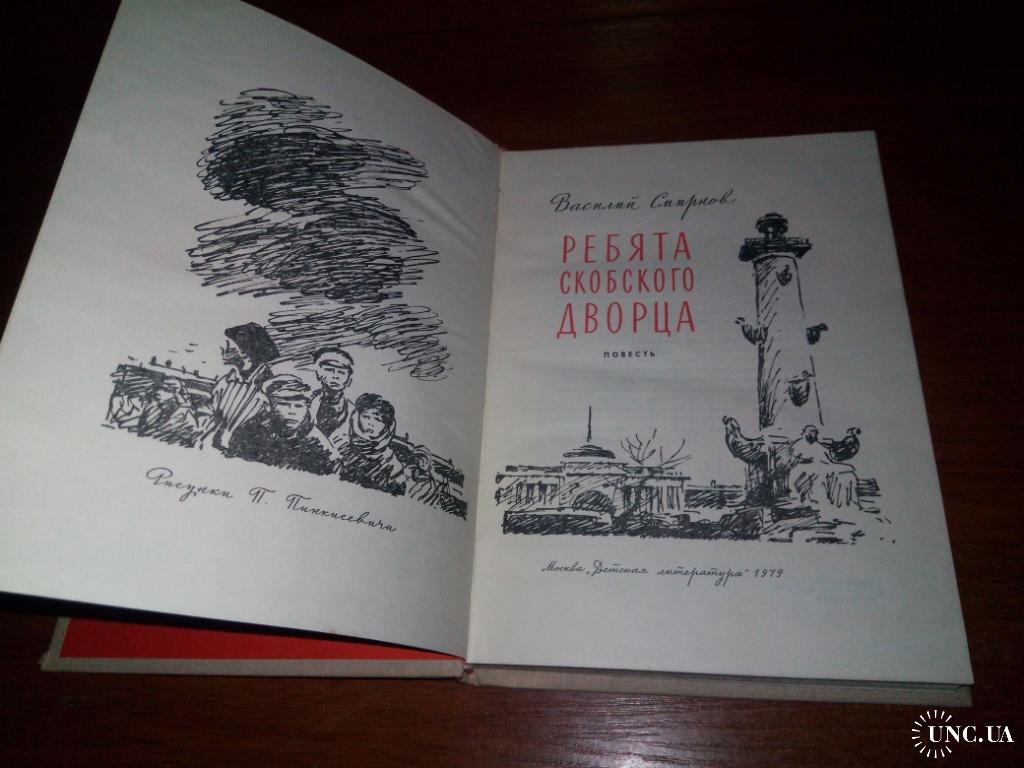 Рисунки П. Пинкисевича
Василий Смирнов
РЕБЯТА
СКОБСКОГО
ДВОРЦА
ПОВЕСТЬ
Москва „Детская литература" 1979
UNC.UA